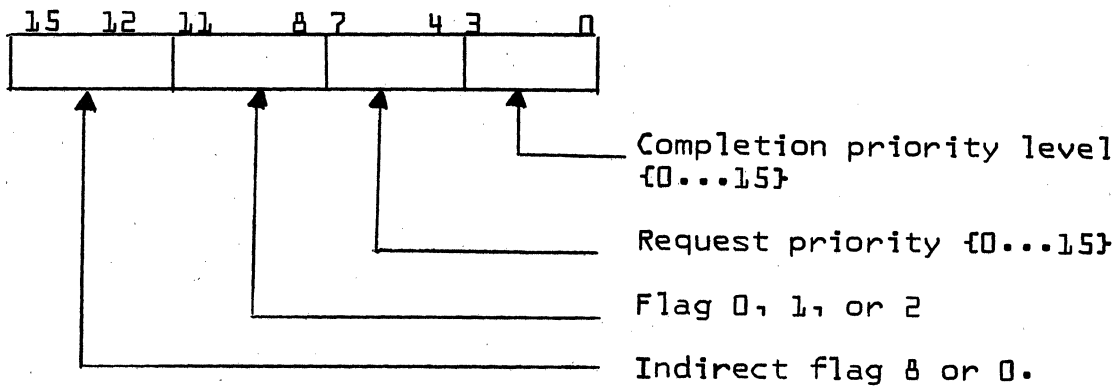 15 12 11 8 7 4 3 0
Completion priority level
{0...15}
Request priority {0...15}
Flag 0, 1, or 2
Indirect flag 8 or 0.